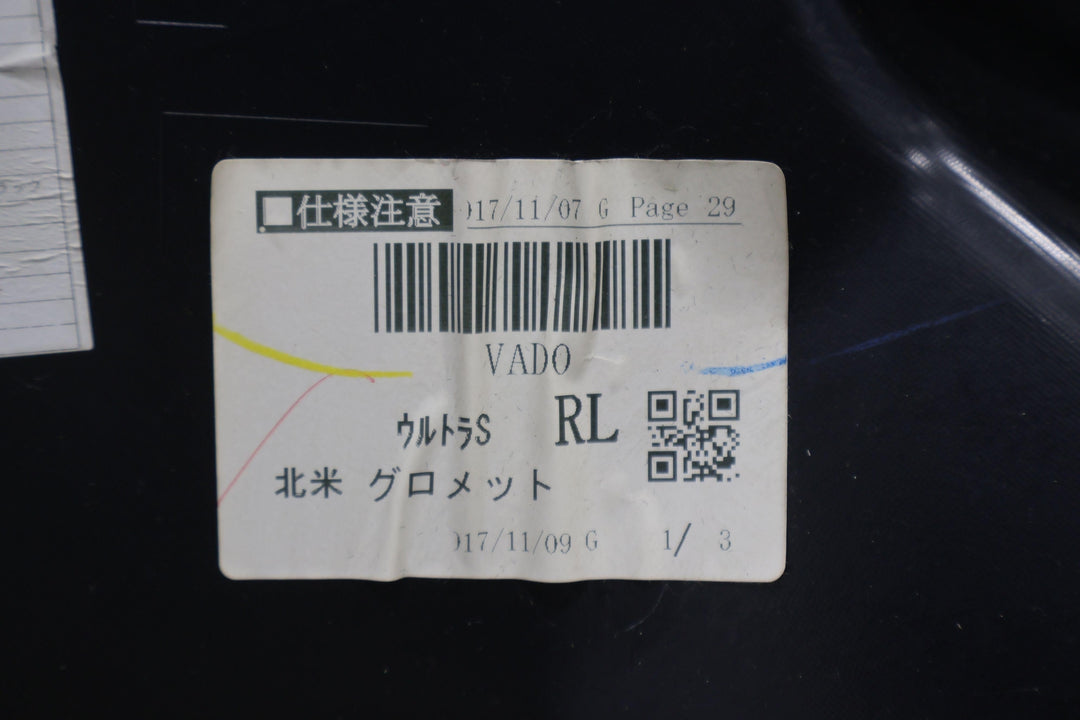 仕様注意 017/11/07 G Page 29
VADO
ウルトラS RL
北米 グロメット
017/11/09 G 1/ 3